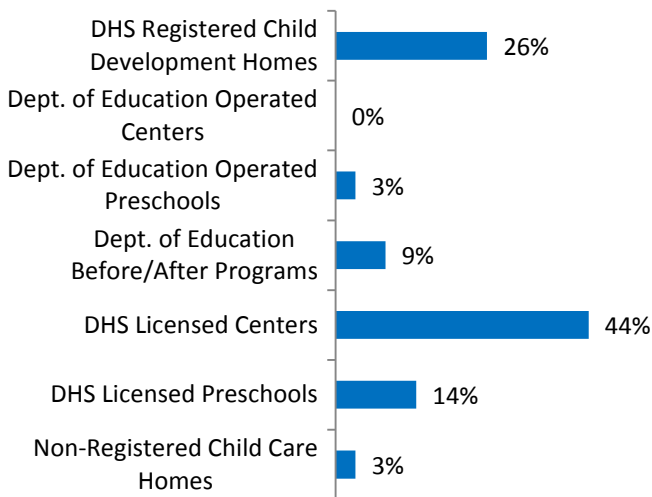 DHS Registered Child
Development Homes
26%
Dept. of Education Operated
Centers
0%
Dept. of Education Operated
Preschools
3%
Dept. of Education
Before/After Programs
9%
DHS Licensed Centers
44%
DHS Licensed Preschools
14%
Non-Registered Child Care
Homes
3%